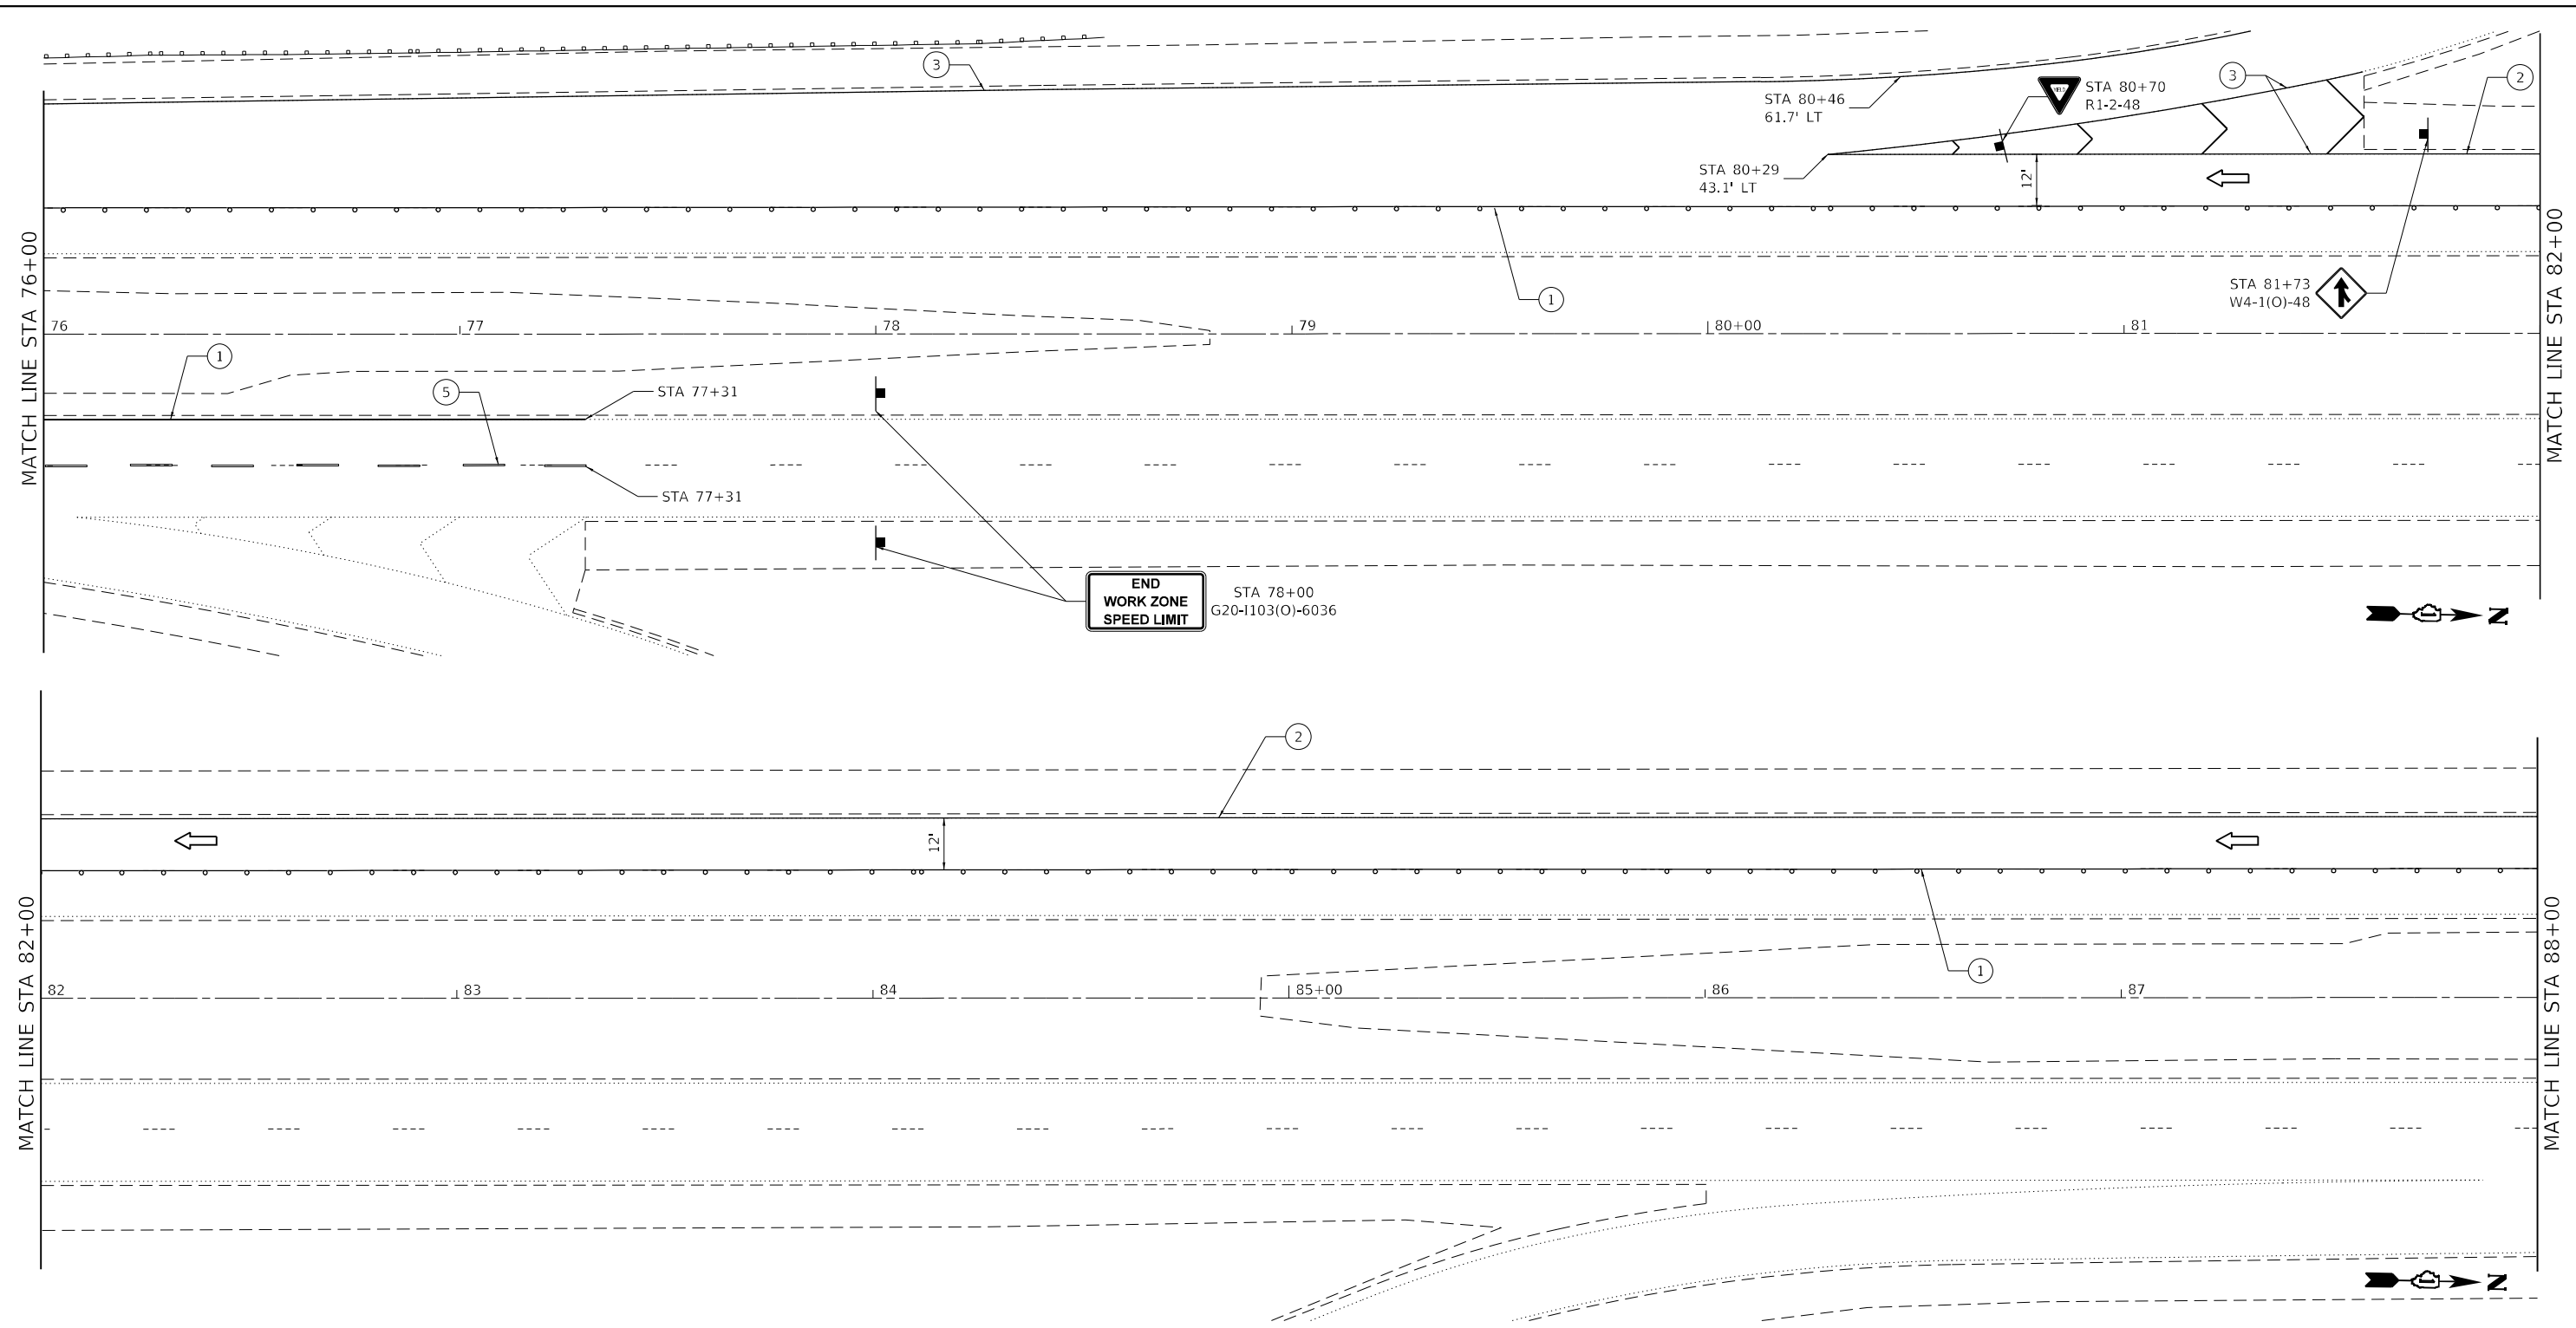 3
STA 80+46
61.7' LT
YIELD
STA 80+70
R1-2-48
3
2
STA 80+29
43.1' LT
12'
MATCH LINE STA 76+00
1
STA 81+73
W4-1(O)-48
MATCH LINE STA 82+00
76
77
78
79
80+00
81
1
5
STA 77+31
STA 77+31
END
WORK ZONE
SPEED LIMIT
STA 78+00
G20-I103(O)-6036
N
2
12'
MATCH LINE STA 82+00
1
MATCH LINE STA 88+00
82
83
84
85+00
86
87
N